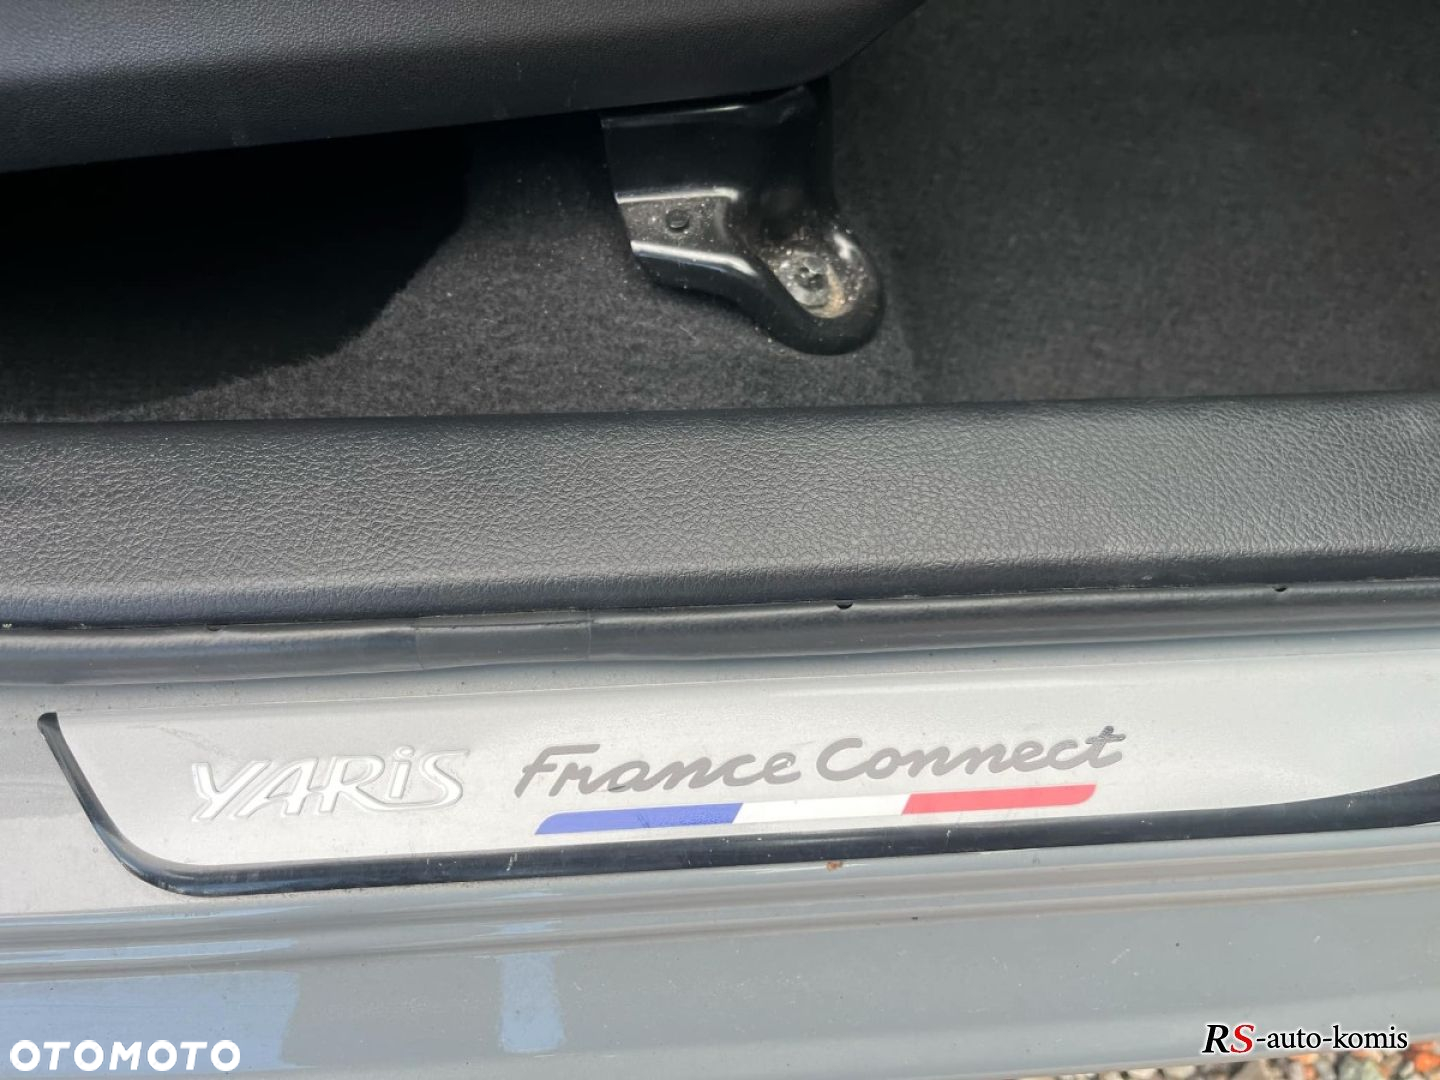 YARiS France Connect
OTOMOTO
RS-auto-komis